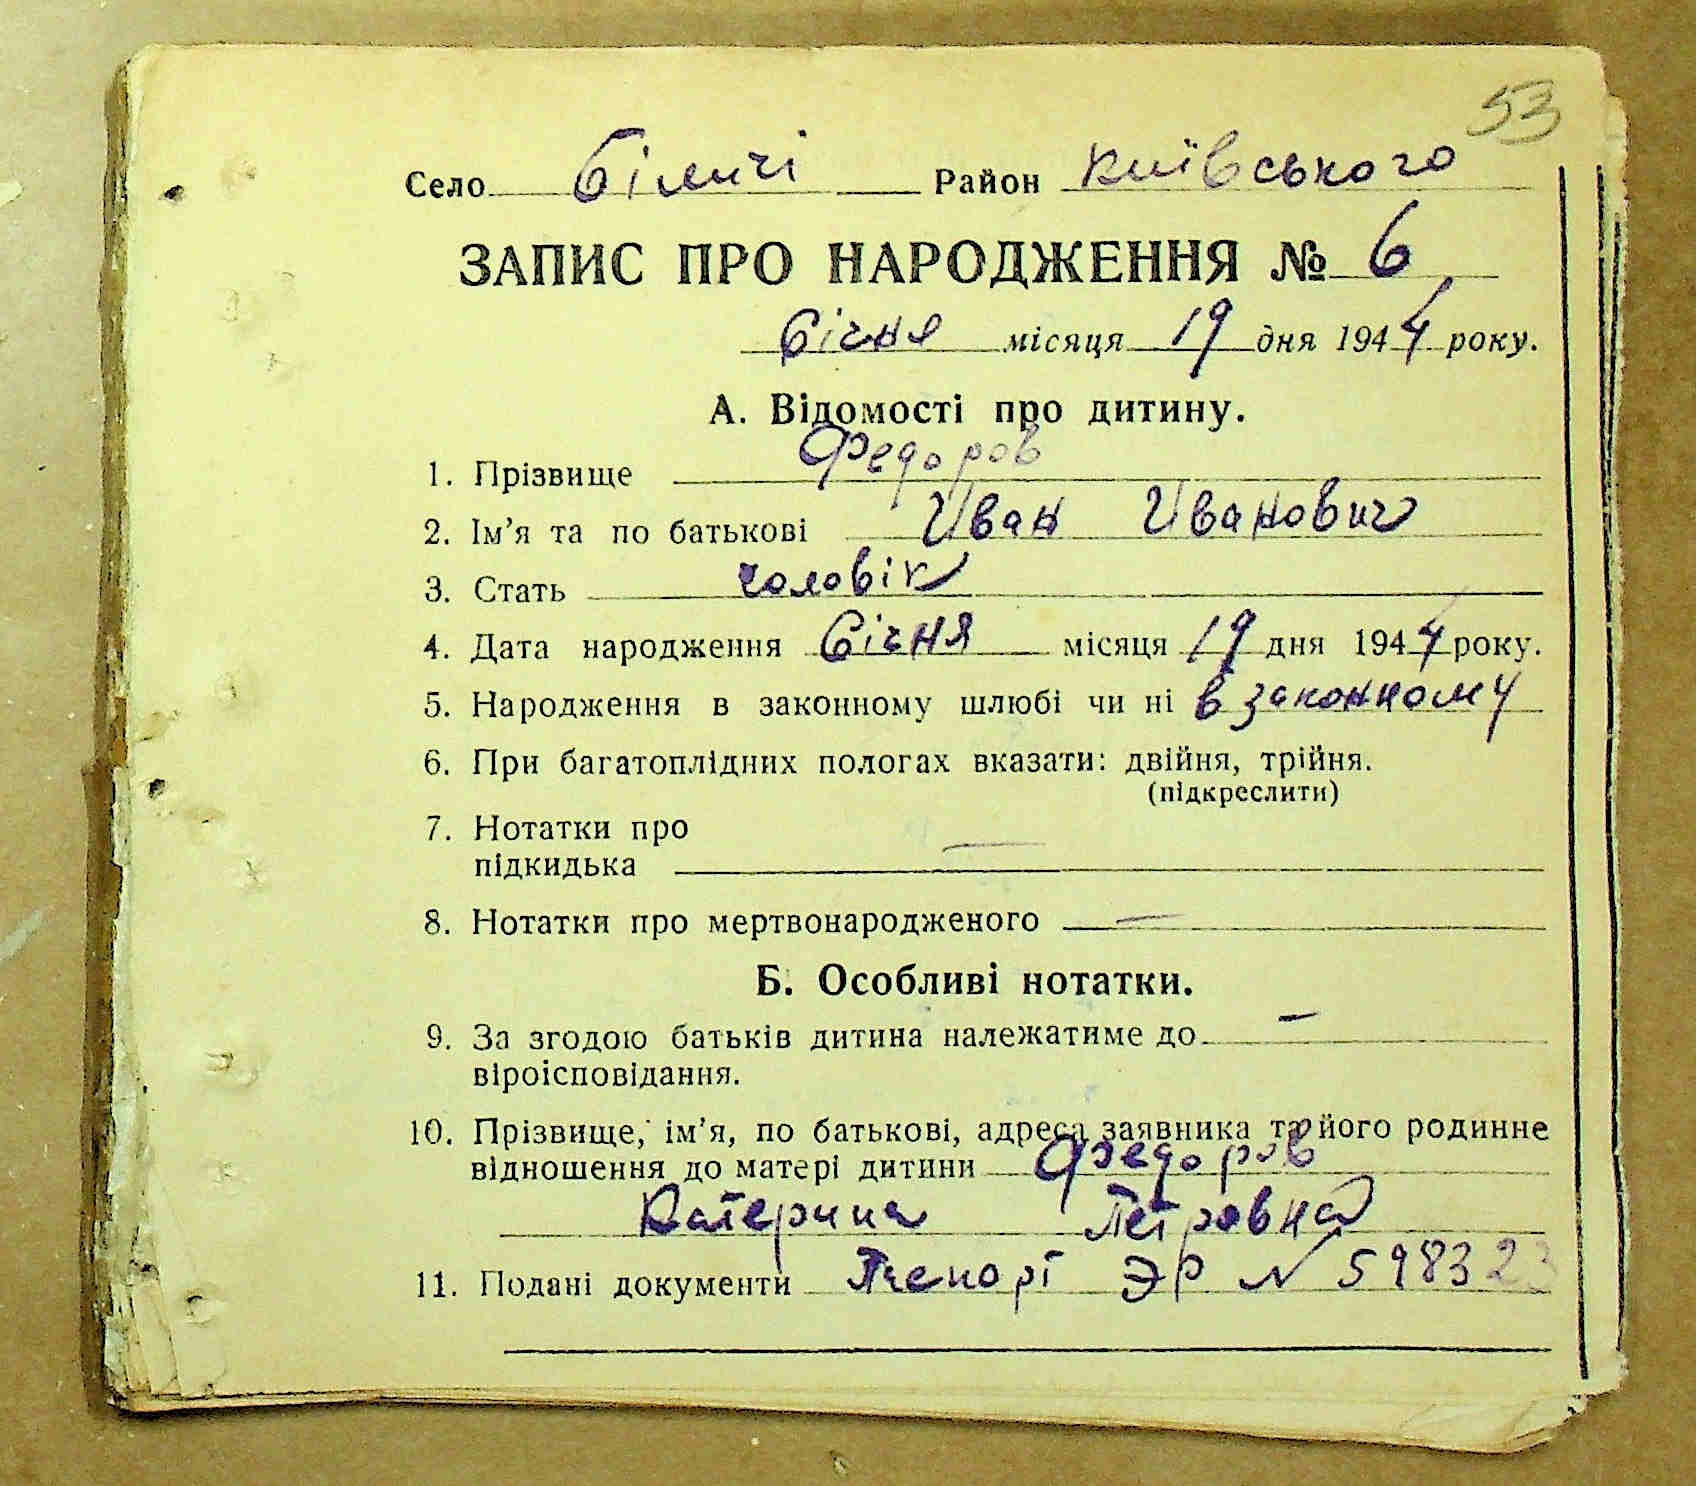 53
Село Біличі Район Київського
ЗАПИС ПРО НАРОДЖЕННЯ № 6
Січня місяця 19 дня 1944 року.
А. Відомості про дитину.
1. Прізвище Федоров
2. Ім’я та по батькові Иван Иванович
3. Стать чоловік
4. Дата народження Січня місяця 19 дня 1944 року.
5. Народження в законному шлюбі чи ні в законному
6. При багатоплідних пологах вказати: двійня, трійня.
(підкреслити)
7. Нотатки про
підкидька —
8. Нотатки про мертвонародженого —
Б. Особливі нотатки.
9. За згодою батьків дитина належатиме до —
віроісповідання.
10. Прізвище, ім’я, по батькові, адреса заявника та його родинне
відношення до матері дитини Федоров
Катерина Петровна
11. Подані документи Паспорт ЭР N 598323